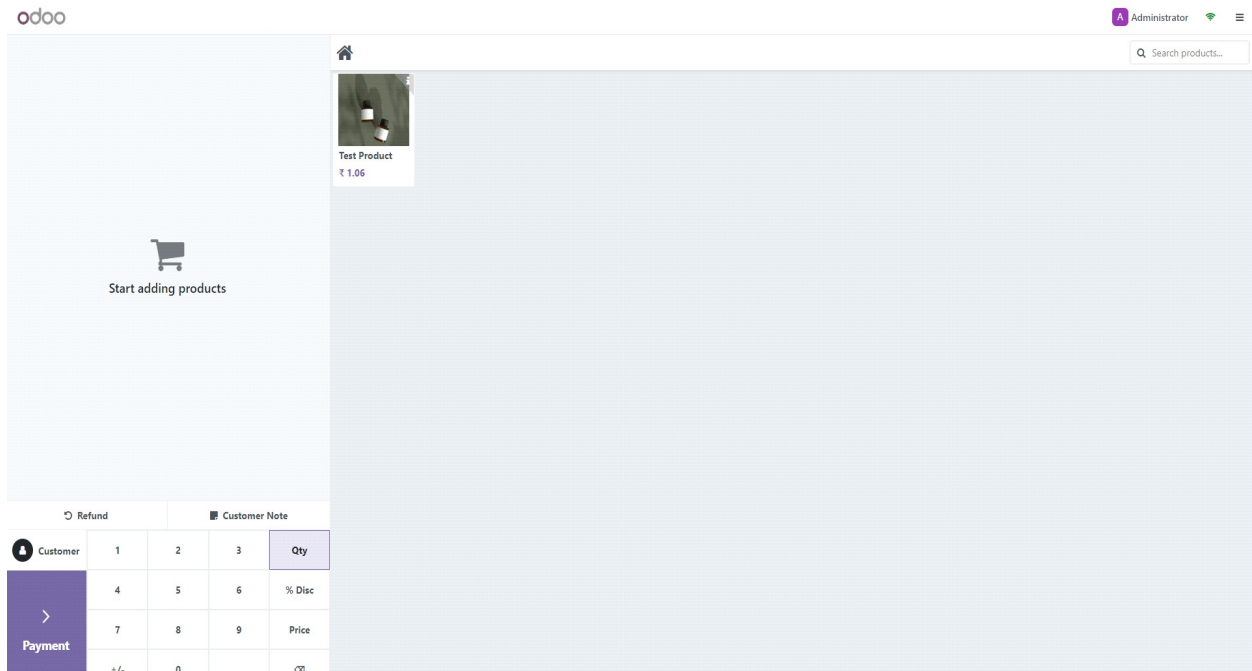 odoo
A Administrator
Search products...
Test Product
₹ 1.06
Start adding products
Refund
Customer Note
Customer 1 2 3 Qty
4 5 6 % Disc
7 8 9 Price
Payment
+/- 0